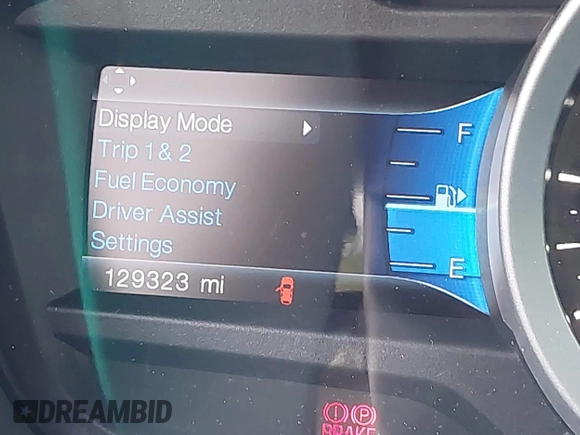 Display Mode
Trip 1 & 2
Fuel Economy
Driver Assist
Settings
129323 mi
F
E
BRAKE
DREAMBID